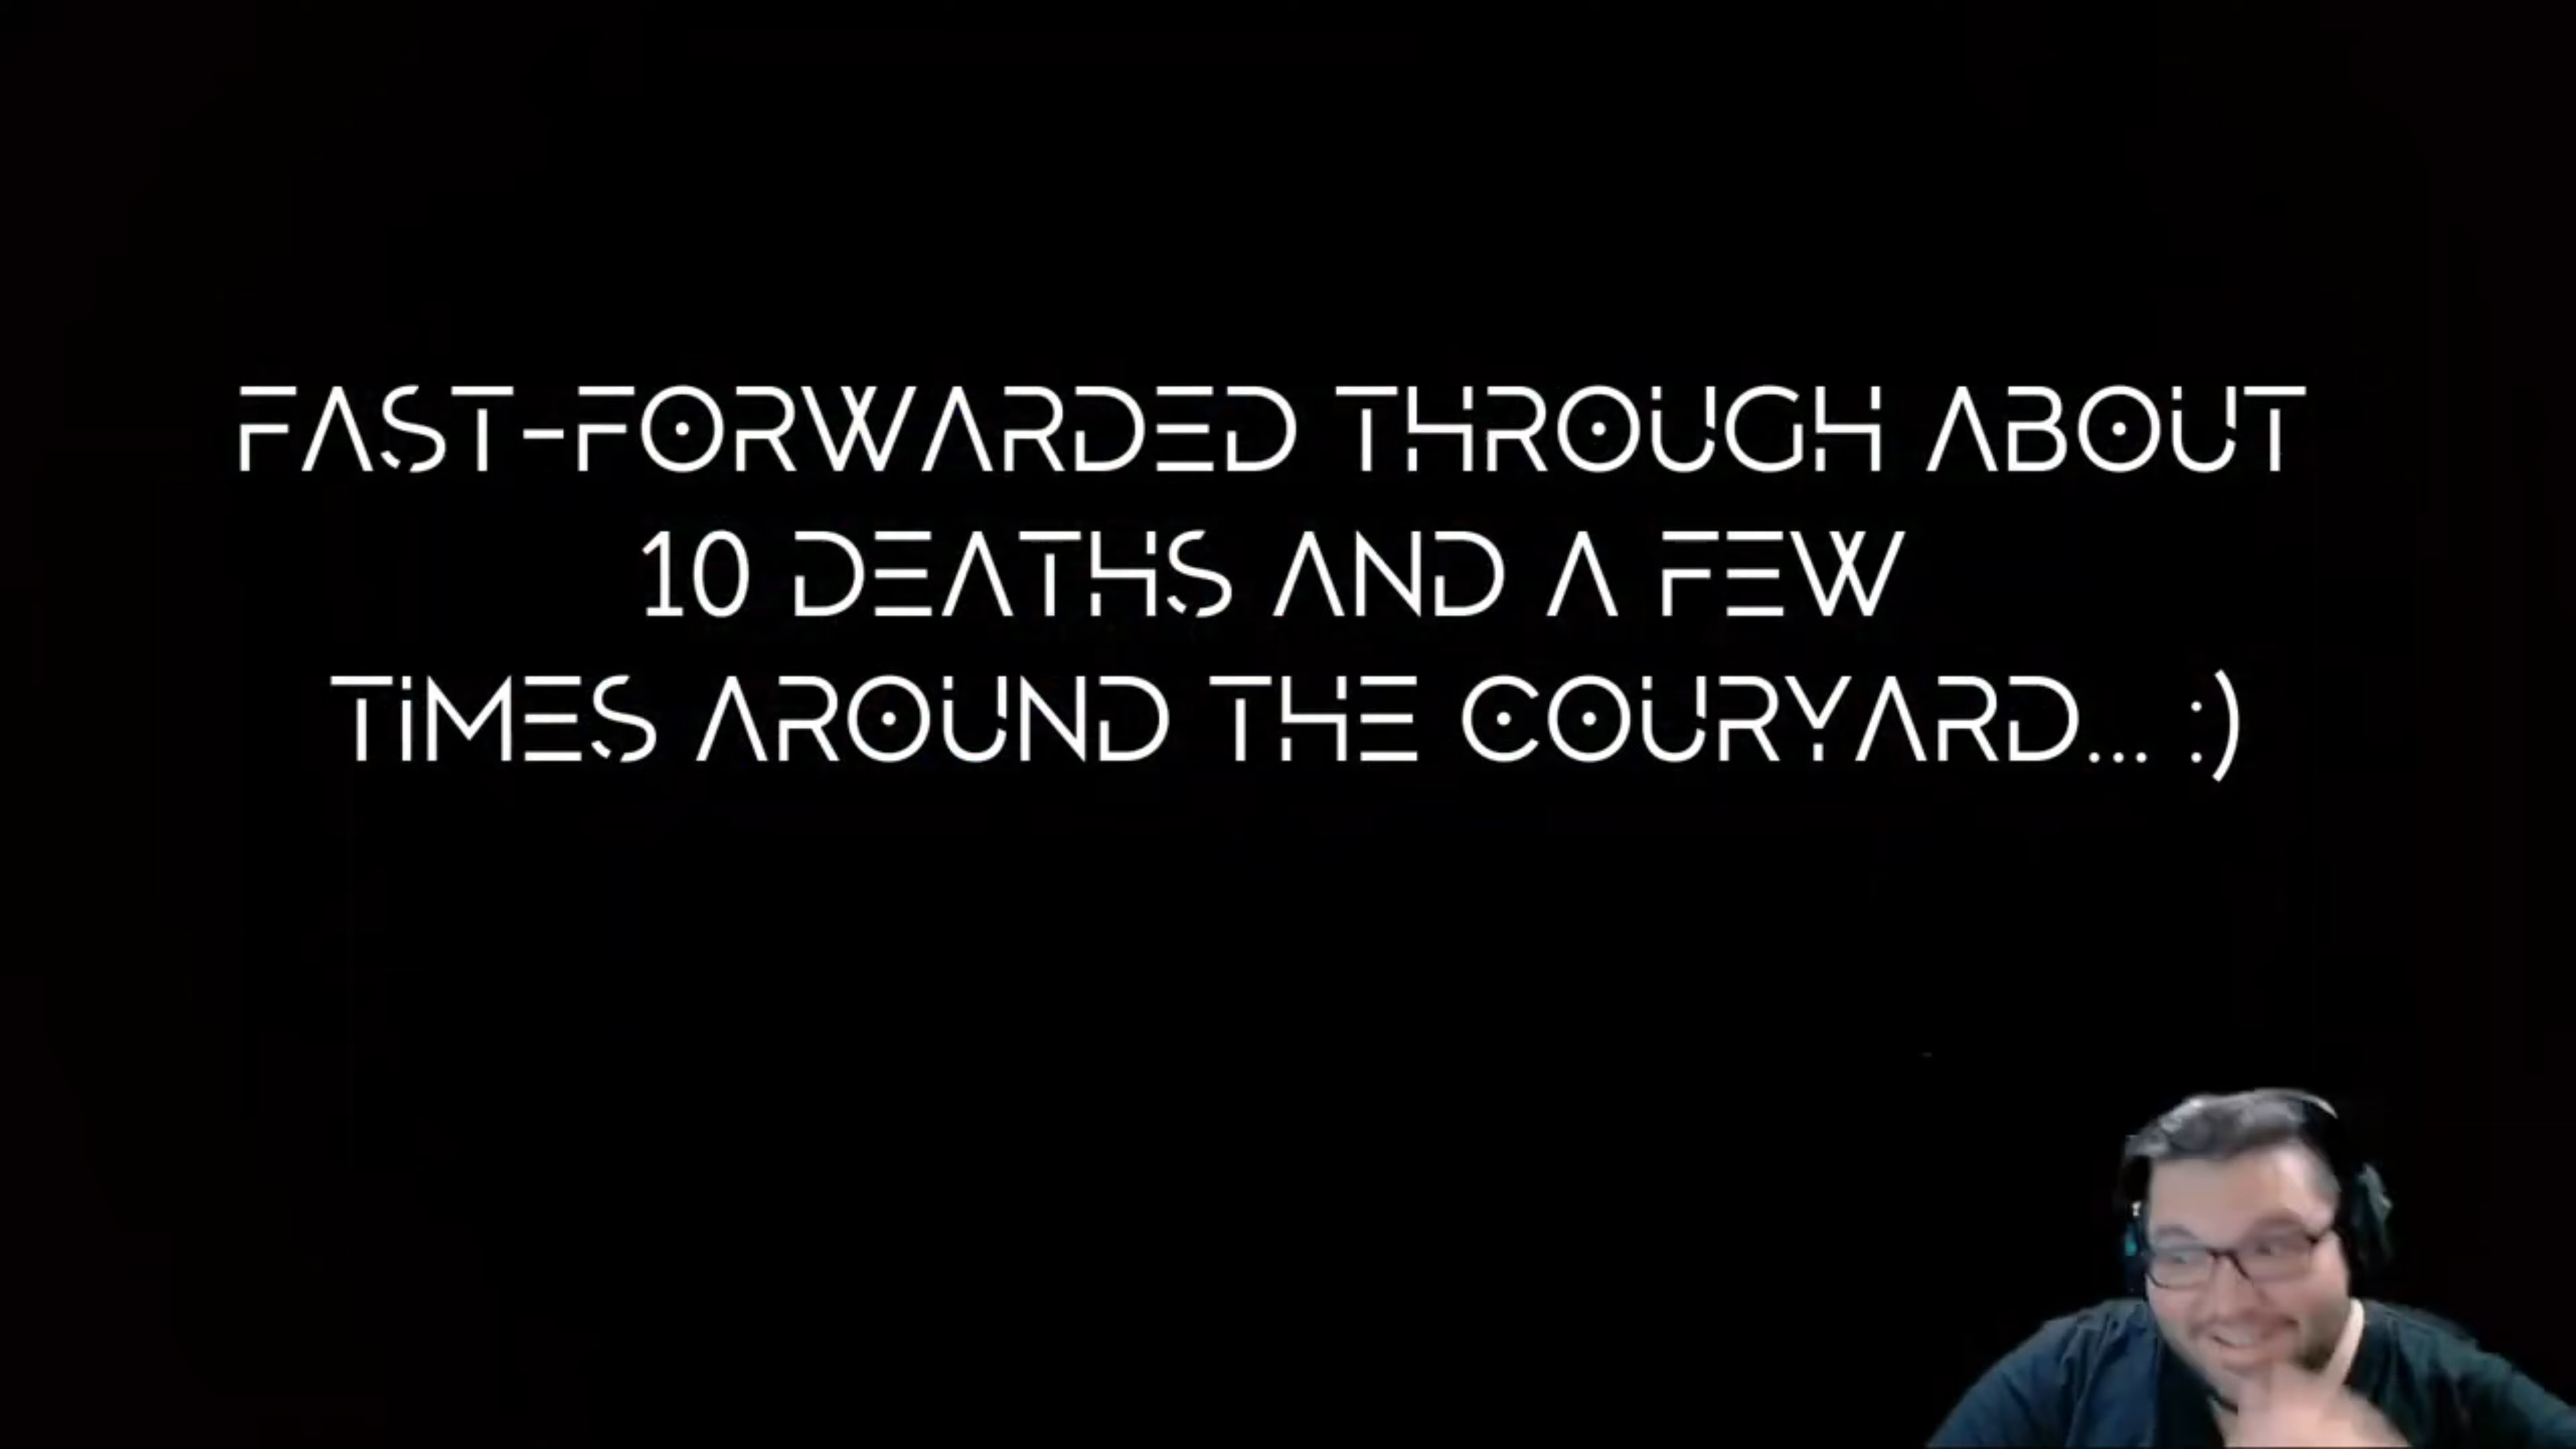 FAST-FORWARDED THROUGH ABOUT
10 DEATHS AND A FEW
TiMES AROUND THE COURYARD... :)